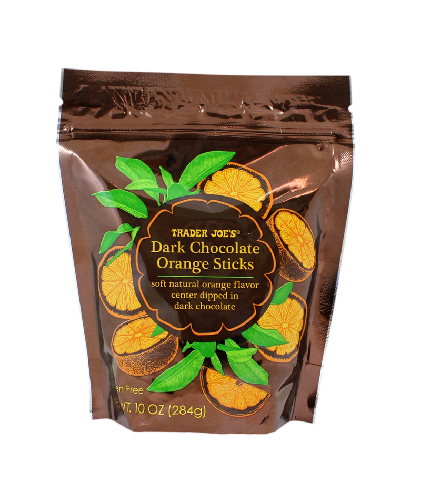 TRADER JOE'S®
Dark Chocolate
Orange Sticks
soft natural orange flavor
center dipped in
dark chocolate
Free
WT. 10 OZ (284g)